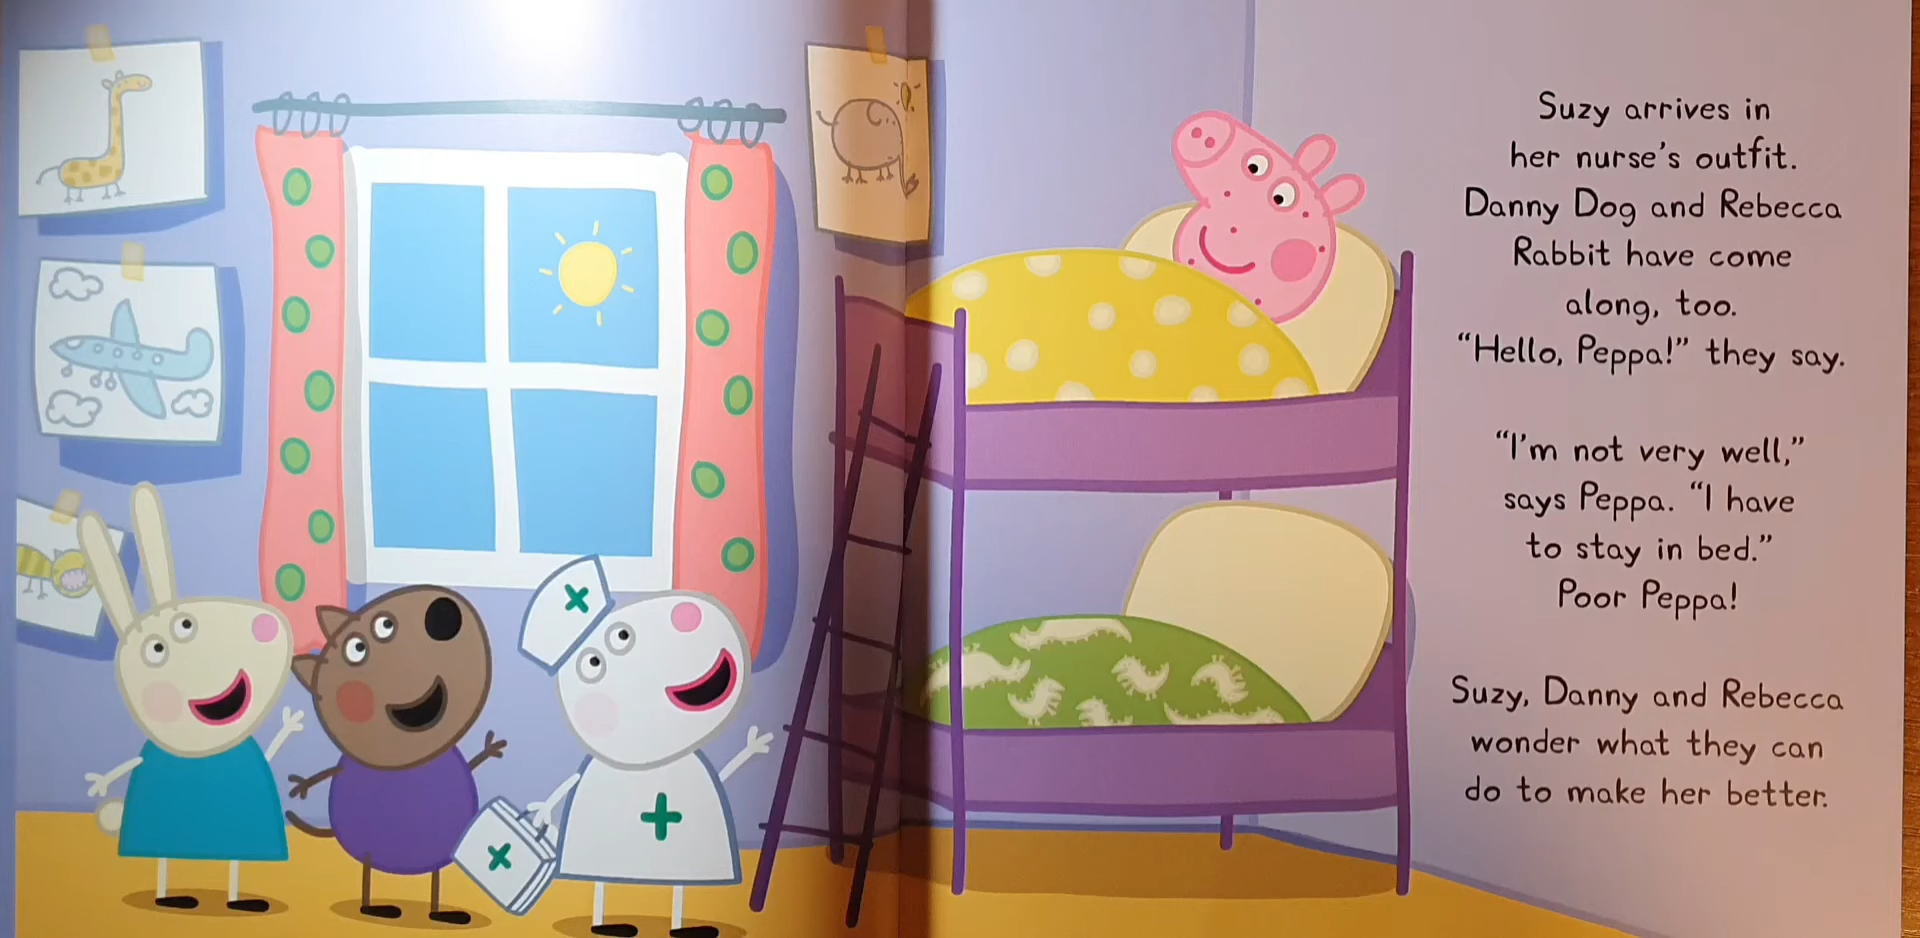 Suzy arrives in
her nurse's outfit.
Danny Dog and Rebecca
Rabbit have come
along, too.
“Hello, Peppa!” they say.
“I'm not very well,”
says Peppa. “I have
to stay in bed.”
Poor Peppa!
Suzy, Danny and Rebecca
wonder what they can
do to make her better.